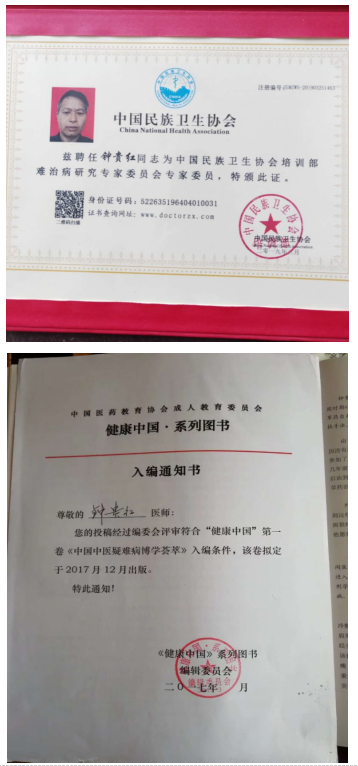 注册编号
中国民族卫生协会
China National Health Association
兹聘任钟贵红同志为中国民族卫生协会培训部
难治病研究专家委员会专家委员，特颁此证。
身份证号码：522635196404010031
证书查询网址：www.doctorzx.com
中国民族卫生协会
中国医药教育协会成人教育委员会
健康中国·系列图书
入编通知书
尊敬的 钟贵红 医师：
您的投稿经过编委会评审符合“健康中国”第一
卷《中国中医疑难病博学荟萃》入编条件，该卷拟定
于2017月12月出版。
特此通知！
《健康中国》系列图书
编辑委员会
二〇 七年 月